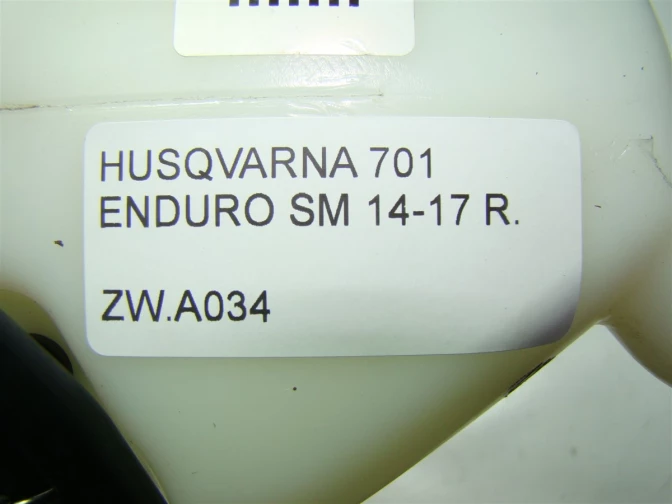 HUSQVARNA 701
ENDURO SM 14-17 R.
ZW.A034